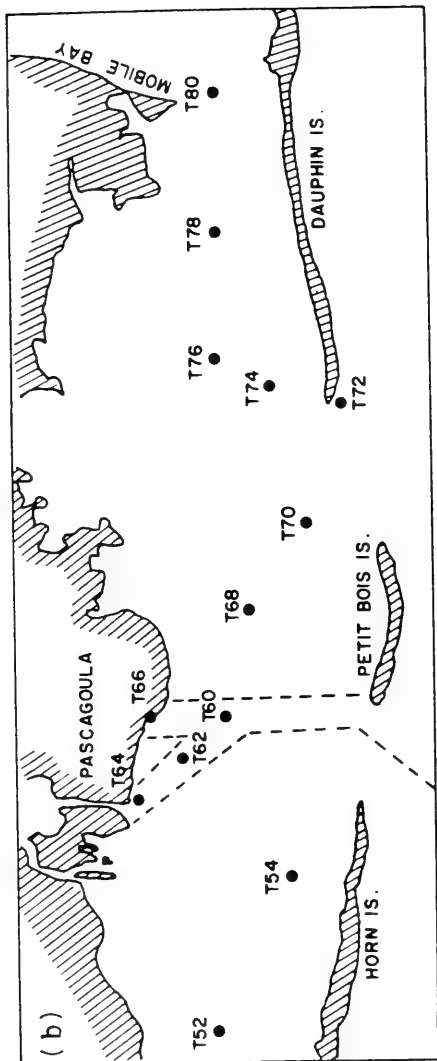 (b)
MOBILE BAY
PASCAGOULA
T52
T54
T64
T62
T66
T60
T68
T70
T76
T74
T72
T78
T80
HORN IS.
PETIT BOIS IS.
DAUPHIN IS.